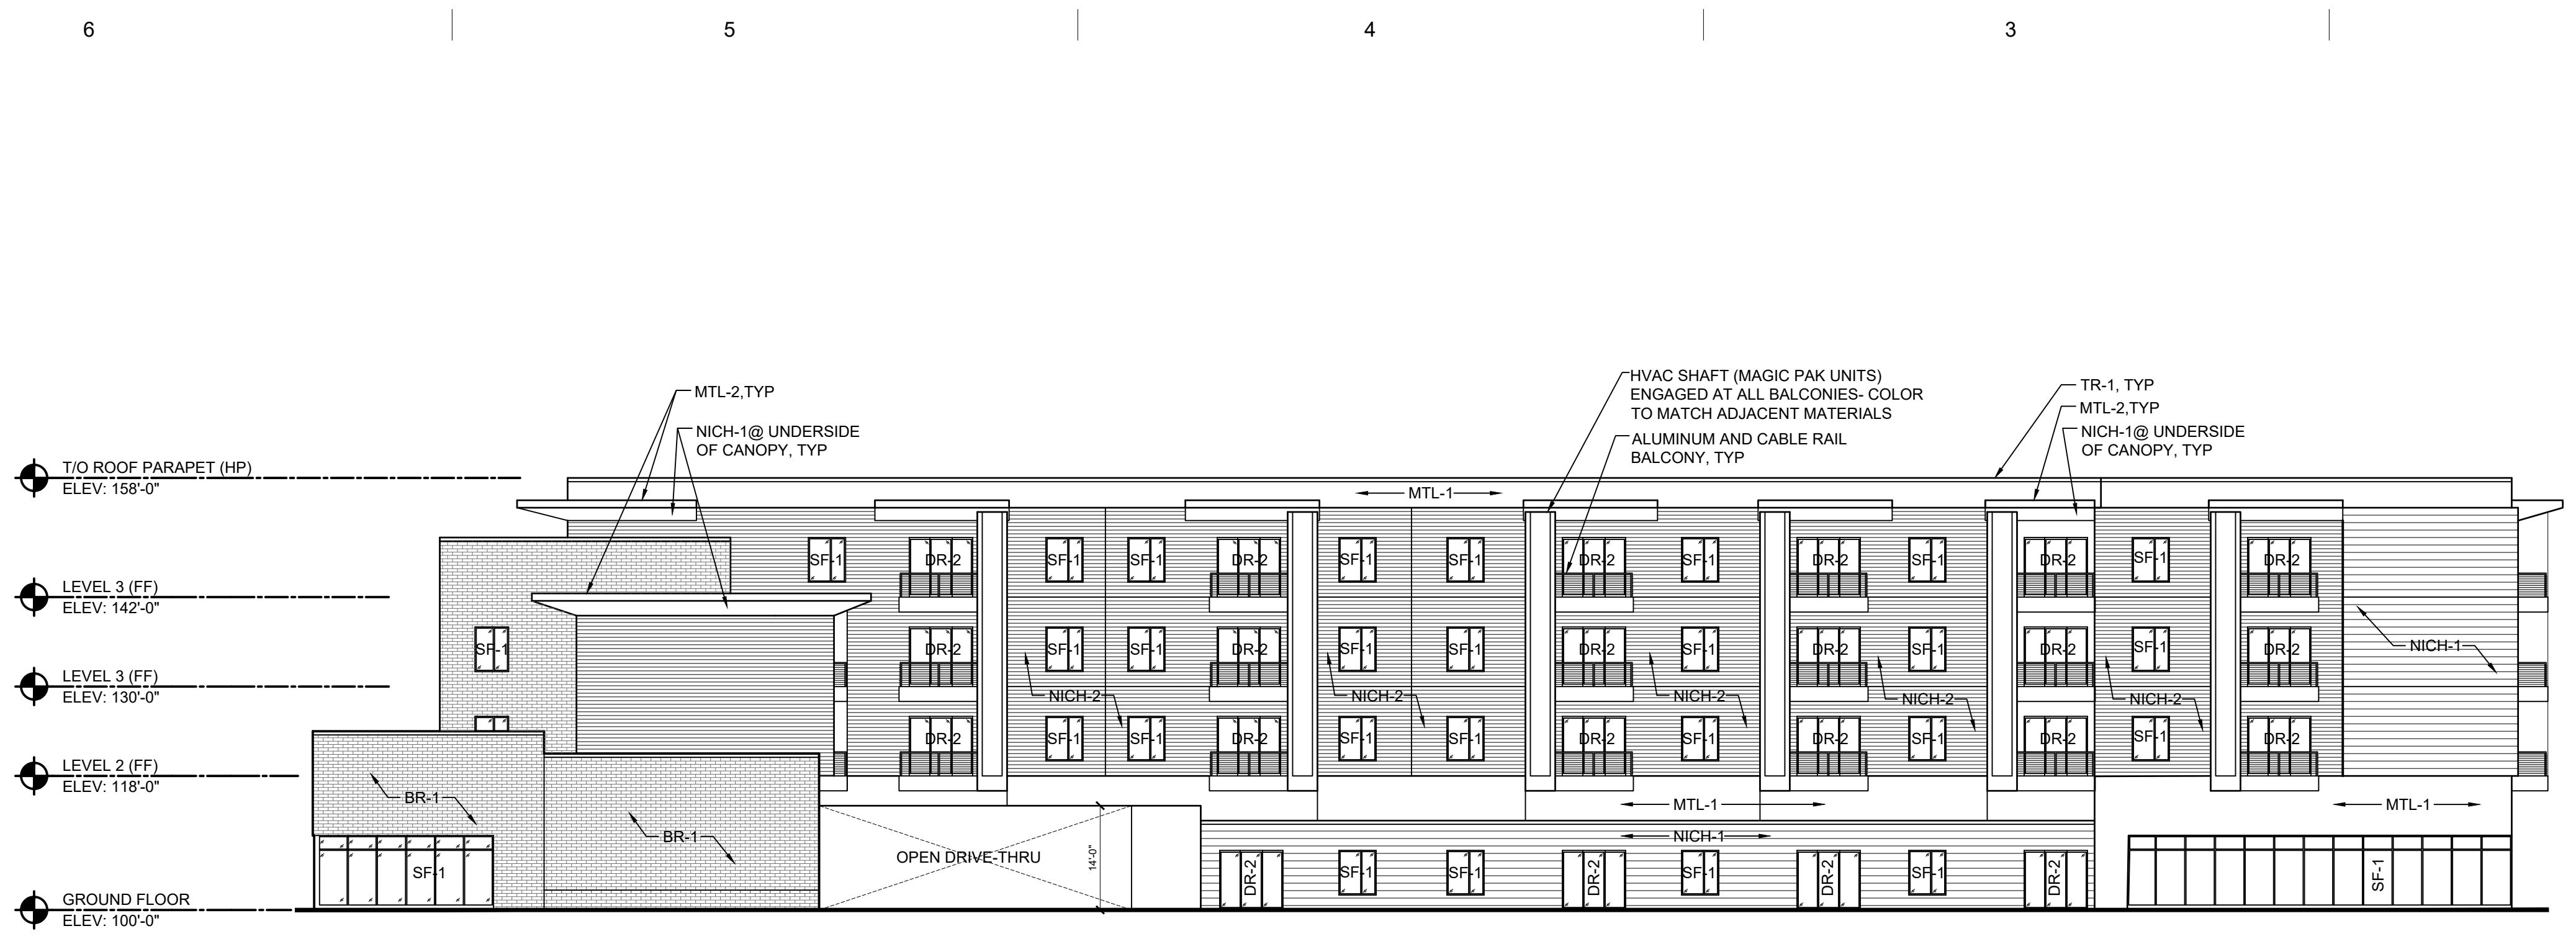 6 5 4 3
HVAC SHAFT (MAGIC PAK UNITS)
ENGAGED AT ALL BALCONIES- COLOR
TO MATCH ADJACENT MATERIALS
MTL-2,TYP
TR-1, TYP
MTL-2,TYP
NICH-1@ UNDERSIDE
OF CANOPY, TYP
ALUMINUM AND CABLE RAIL
BALCONY, TYP
NICH-1@ UNDERSIDE
OF CANOPY, TYP
T/O ROOF PARAPET (HP)
ELEV: 158'-0"
MTL-1
SF-1 DR-2 SF-1 SF-1 DR-2 SF-1 SF-1 DR-2 SF-1 DR-2 SF-1 DR-2 SF-1 DR-2
LEVEL 3 (FF)
ELEV: 142'-0"
SF-1 DR-2 SF-1 SF-1 DR-2 SF-1 SF-1 DR-2 SF-1 DR-2 SF-1 DR-2 SF-1 DR-2 NICH-1
LEVEL 3 (FF)
ELEV: 130'-0"
NICH-2 NICH-2 NICH-2 NICH-2 NICH-2
DR-2 SF-1 SF-1 DR-2 SF-1 SF-1 DR-2 SF-1 DR-2 SF-1 DR-2 SF-1 DR-2
LEVEL 2 (FF)
ELEV: 118'-0"
BR-1 MTL-1 MTL-1
BR-1 NICH-1
OPEN DRIVE-THRU 14'-0"
SF-1 DR-2 SF-1 SF-1 DR-2 SF-1 DR-2 SF-1 DR-2 SF-1
GROUND FLOOR
ELEV: 100'-0"